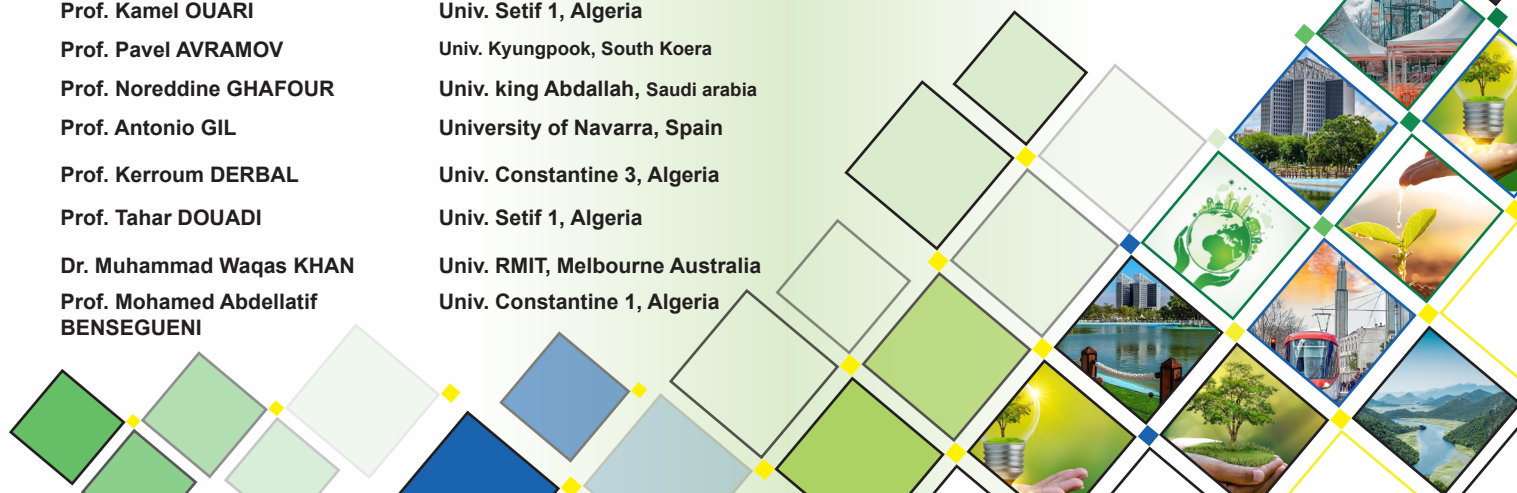 Prof. Kamel OUARI Univ. Setif 1, Algeria
Prof. Pavel AVRAMOV Univ. Kyungpook, South Koera
Prof. Noreddine GHAFOUR Univ. king Abdallah, Saudi arabia
Prof. Antonio GIL University of Navarra, Spain
Prof. Kerroum DERBAL Univ. Constantine 3, Algeria
Prof. Tahar DOUADI Univ. Setif 1, Algeria
Dr. Muhammad Waqas KHAN Univ. RMIT, Melbourne Australia
Prof. Mohamed Abdellatif Univ. Constantine 1, Algeria
BENSEGUENI